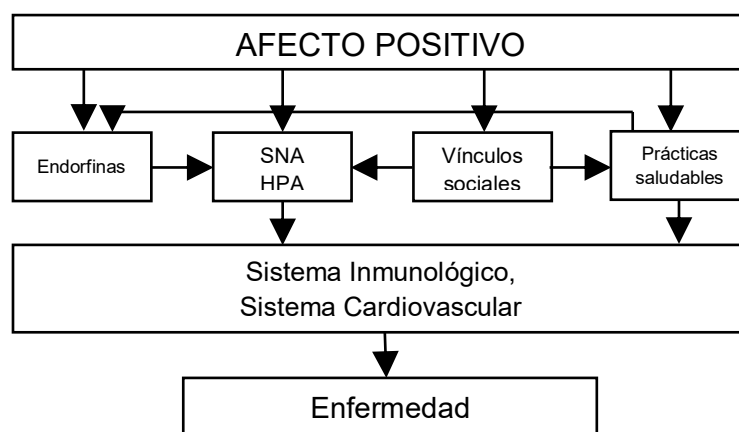 AFECTO POSITIVO
Endorfinas
SNA
HPA
Vínculos
sociales
Prácticas
saludables
Sistema Inmunológico,
Sistema Cardiovascular
Enfermedad